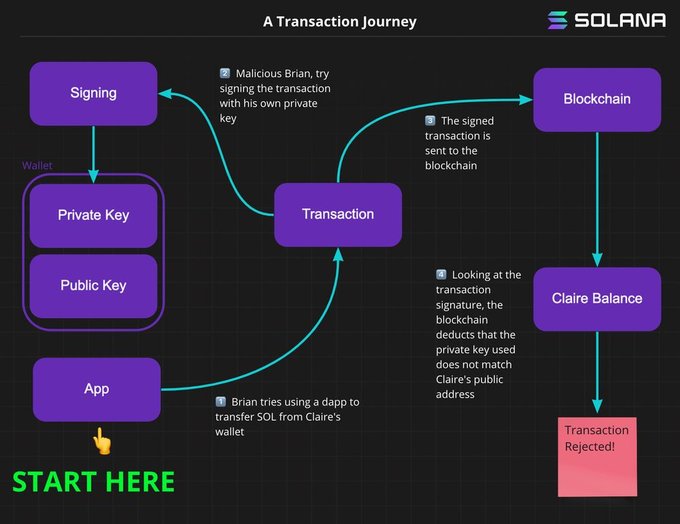 A Transaction Journey
SOLANA
Signing
2 Malicious Brian, try
signing the transaction
with his own private
key
Blockchain
3 The signed
transaction is
sent to the
blockchain
Wallet
Private Key
Transaction
Public Key
4 Looking at the
transaction
signature, the
blockchain
deducts that the
private key used
does not match
Claire's public
address
Claire Balance
App
1 Brian tries using a dapp to
transfer SOL from Claire's
wallet
Transaction
Rejected!
START HERE